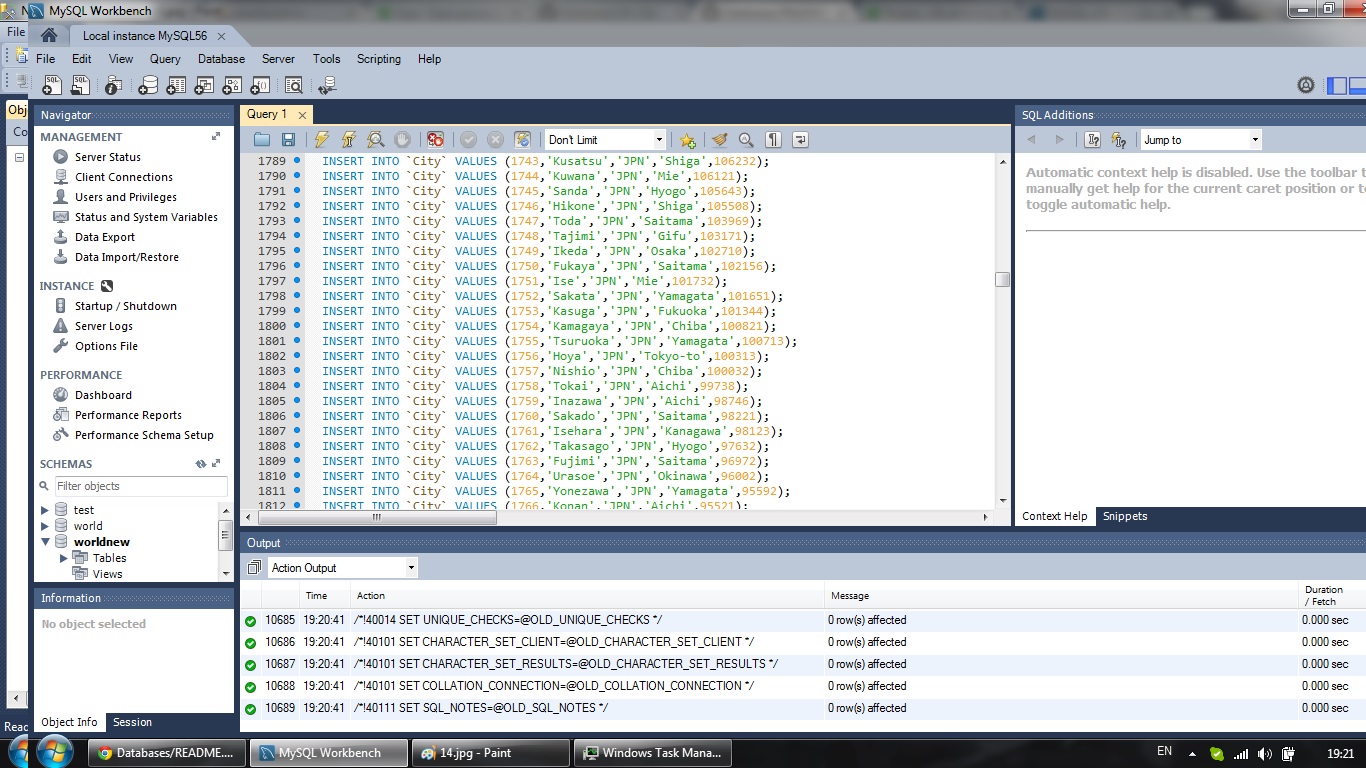 MySQL Workbench
File
Local instance MySQL56
File Edit View Query Database Server Tools Scripting Help
Obj
Co
Navigator
MANAGEMENT
Server Status
Client Connections
Users and Privileges
Status and System Variables
Data Export
Data Import/Restore
INSTANCE
Startup / Shutdown
Server Logs
Options File
PERFORMANCE
Dashboard
Performance Reports
Performance Schema Setup
SCHEMAS
Filter objects
test
world
worldnew
Tables
Views
Information
No object selected
Object Info Session
Read
Query 1
Don't Limit
1789 INSERT INTO `City` VALUES (1743,'Kusatsu','JPN','Shiga',106232);
1790 INSERT INTO `City` VALUES (1744,'Kuwana','JPN','Mie',106121);
1791 INSERT INTO `City` VALUES (1745,'Sanda','JPN','Hyogo',105643);
1792 INSERT INTO `City` VALUES (1746,'Hikone','JPN','Shiga',105508);
1793 INSERT INTO `City` VALUES (1747,'Toda','JPN','Saitama',103969);
1794 INSERT INTO `City` VALUES (1748,'Tajimi','JPN','Gifu',103171);
1795 INSERT INTO `City` VALUES (1749,'Ikeda','JPN','Osaka',102710);
1796 INSERT INTO `City` VALUES (1750,'Fukaya','JPN','Saitama',102156);
1797 INSERT INTO `City` VALUES (1751,'Ise','JPN','Mie',101732);
1798 INSERT INTO `City` VALUES (1752,'Sakata','JPN','Yamagata',101651);
1799 INSERT INTO `City` VALUES (1753,'Kasuga','JPN','Fukuoka',101344);
1800 INSERT INTO `City` VALUES (1754,'Kamagaya','JPN','Chiba',100821);
1801 INSERT INTO `City` VALUES (1755,'Tsuruoka','JPN','Yamagata',100713);
1802 INSERT INTO `City` VALUES (1756,'Hoya','JPN','Tokyo-to',100313);
1803 INSERT INTO `City` VALUES (1757,'Nishio','JPN','Chiba',100032);
1804 INSERT INTO `City` VALUES (1758,'Tokai','JPN','Aichi',99738);
1805 INSERT INTO `City` VALUES (1759,'Inazawa','JPN','Aichi',98746);
1806 INSERT INTO `City` VALUES (1760,'Sakado','JPN','Saitama',98221);
1807 INSERT INTO `City` VALUES (1761,'Isehara','JPN','Kanagawa',98123);
1808 INSERT INTO `City` VALUES (1762,'Takasago','JPN','Hyogo',97632);
1809 INSERT INTO `City` VALUES (1763,'Fujimi','JPN','Saitama',96972);
1810 INSERT INTO `City` VALUES (1764,'Urasoe','JPN','Okinawa',96002);
1811 INSERT INTO `City` VALUES (1765,'Yonezawa','JPN','Yamagata',95592);
1812 INSERT INTO `City` VALUES (1766,'Konan','JPN','Aichi',95521);
SQL Additions
Jump to
Automatic context help is disabled. Use the toolbar t
manually get help for the current caret position or to
toggle automatic help.
Context Help Snippets
Output
Action Output
Time Action Message Duration / Fetch
10685 19:20:41 /*!40014 SET UNIQUE_CHECKS=@OLD_UNIQUE_CHECKS */ 0 row(s) affected 0.000 sec
10686 19:20:41 /*!40101 SET CHARACTER_SET_CLIENT=@OLD_CHARACTER_SET_CLIENT */ 0 row(s) affected 0.000 sec
10687 19:20:41 /*!40101 SET CHARACTER_SET_RESULTS=@OLD_CHARACTER_SET_RESULTS */ 0 row(s) affected 0.000 sec
10688 19:20:41 /*!40101 SET COLLATION_CONNECTION=@OLD_COLLATION_CONNECTION */ 0 row(s) affected 0.000 sec
10689 19:20:41 /*!40111 SET SQL_NOTES=@OLD_SQL_NOTES */ 0 row(s) affected 0.000 sec
Databases/README.... MySQL Workbench 14.jpg - Paint Windows Task Mana... EN 19:21